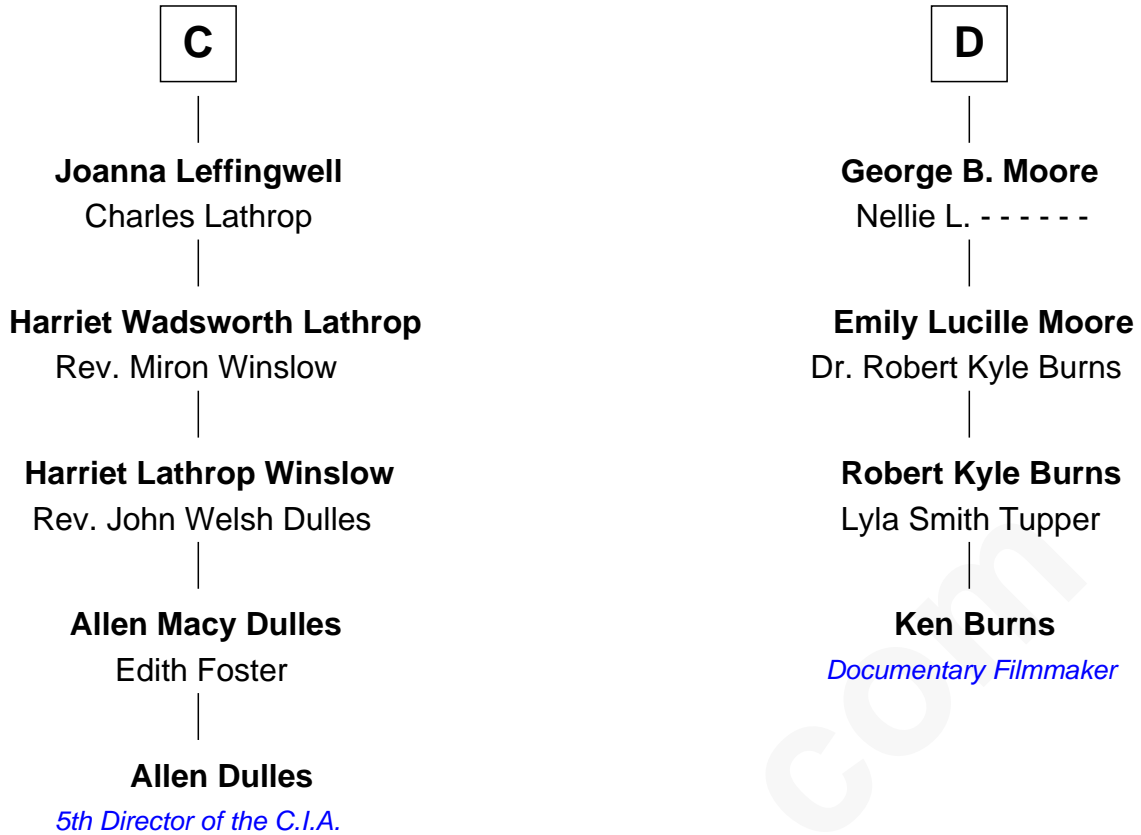 C
Joanna Leffingwell
Charles Lathrop
Harriet Wadsworth Lathrop
Rev. Miron Winslow
Harriet Lathrop Winslow
Rev. John Welsh Dulles
Allen Macy Dulles
Edith Foster
Allen Dulles
5th Director of the C.I.A.
D
George B. Moore
Nellie L. - - - - - -
Emily Lucille Moore
Dr. Robert Kyle Burns
Robert Kyle Burns
Lyla Smith Tupper
Ken Burns
Documentary Filmmaker
com